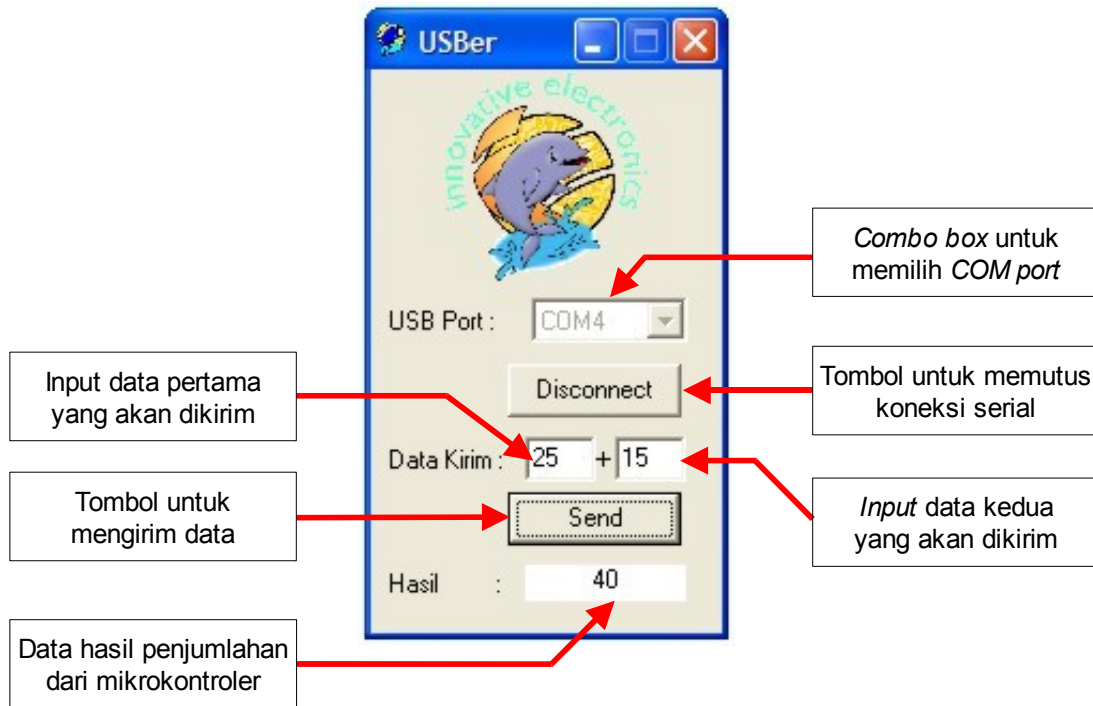 USBer
innovative electronics
Combo box untuk
memilih COM port
USB Port :
COM4
Input data pertama
yang akan dikirim
Disconnect
Tombol untuk memutus
koneksi serial
Data Kirim :
25 + 15
Tombol untuk
mengirim data
Send
Input data kedua
yang akan dikirim
Hasil :
40
Data hasil penjumlahan
dari mikrokontroler